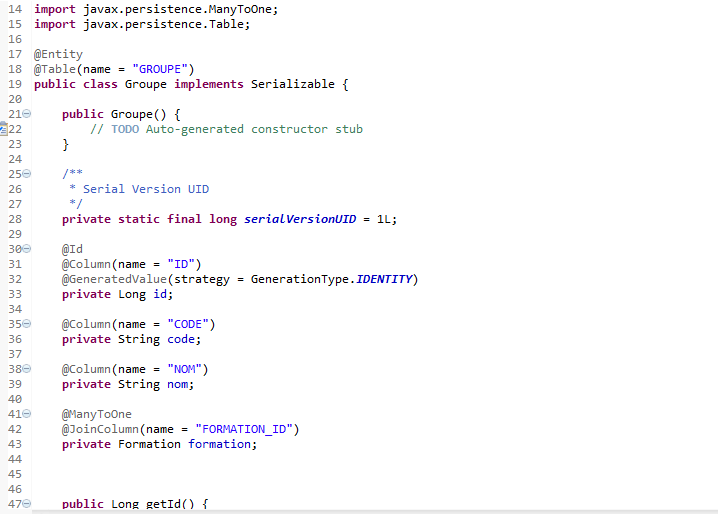 14 import javax.persistence.ManyToOne;
15 import javax.persistence.Table;
16
17 @Entity
18 @Table(name = "GROUPE")
19 public class Groupe implements Serializable {
20
21 public Groupe() {
22 // TODO Auto-generated constructor stub
23 }
24
25 /**
26 * Serial Version UID
27 */
28 private static final long serialVersionUID = 1L;
29
30 @Id
31 @Column(name = "ID")
32 @GeneratedValue(strategy = GenerationType.IDENTITY)
33 private Long id;
34
35 @Column(name = "CODE")
36 private String code;
37
38 @Column(name = "NOM")
39 private String nom;
40
41 @ManyToOne
42 @JoinColumn(name = "FORMATION_ID")
43 private Formation formation;
44
45
46
47 public Long getId() {